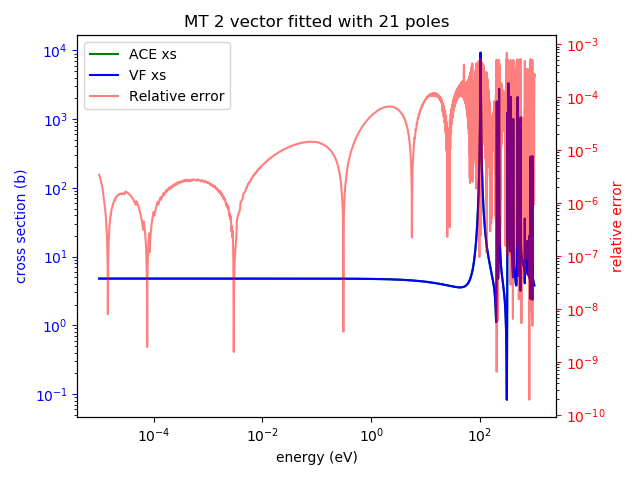 MT 2 vector fitted with 21 poles
ACE xs
VF xs
Relative error
cross section (b)
10^4
10^3
10^2
10^1
10^0
10^-1
10^-3
10^-4
10^-5
10^-6
10^-7
10^-8
10^-9
10^-10
relative error
10^-4 10^-2 10^0 10^2
energy (eV)